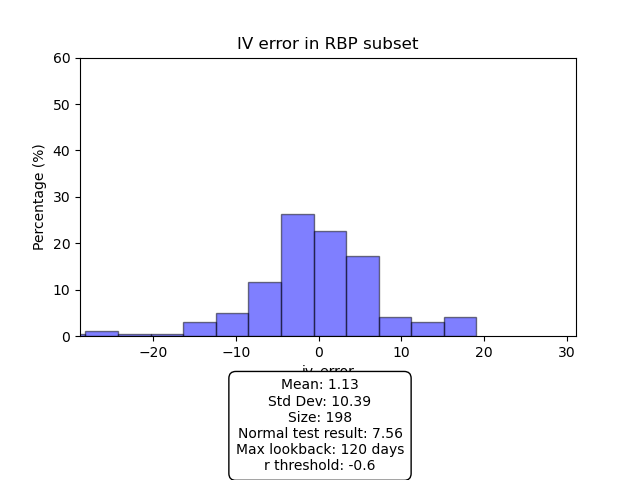 IV error in RBP subset
60
50
40
30
20
10
0
Percentage (%)
−20
−10
0
10
20
30
iv_error
Mean: 1.13
Std Dev: 10.39
Size: 198
Normal test result: 7.56
Max lookback: 120 days
r threshold: -0.6